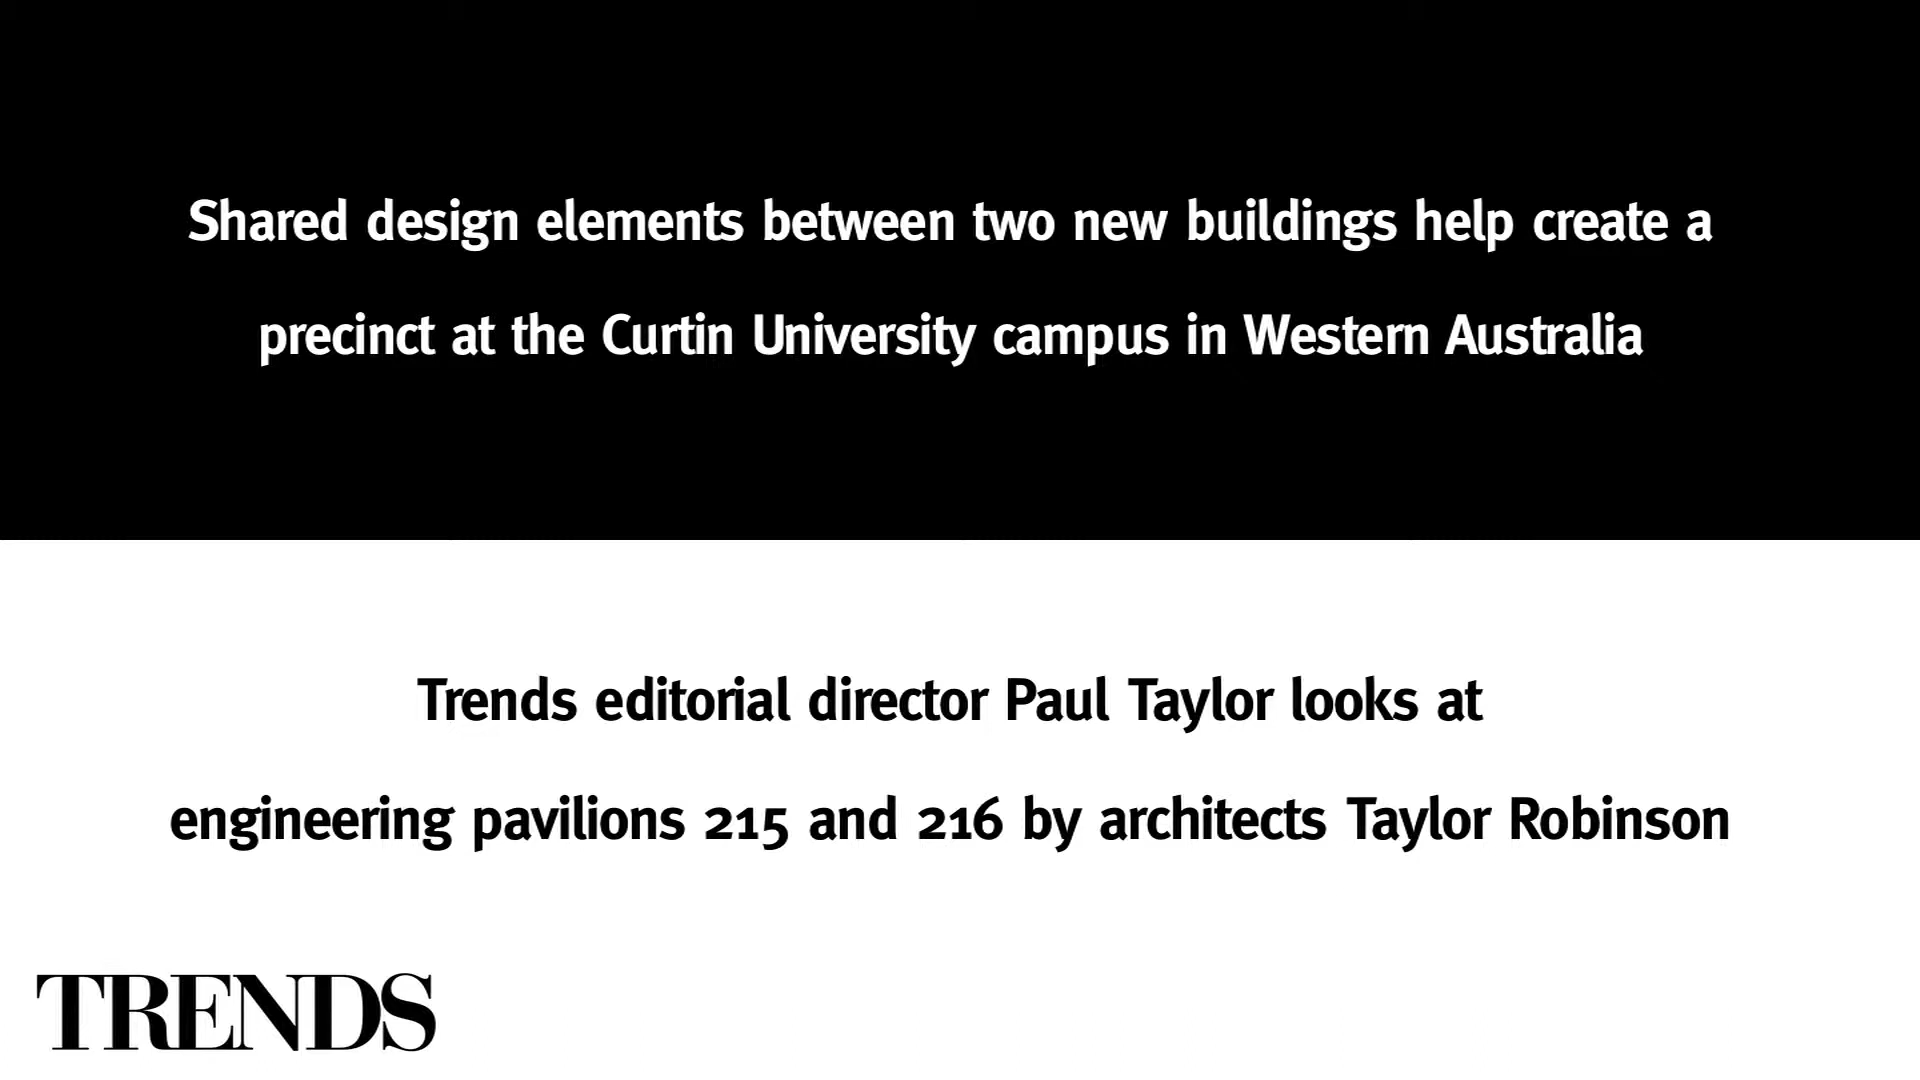 Shared design elements between two new buildings help create a
precinct at the Curtin University campus in Western Australia
Trends editorial director Paul Taylor looks at
engineering pavilions 215 and 216 by architects Taylor Robinson
TRENDS